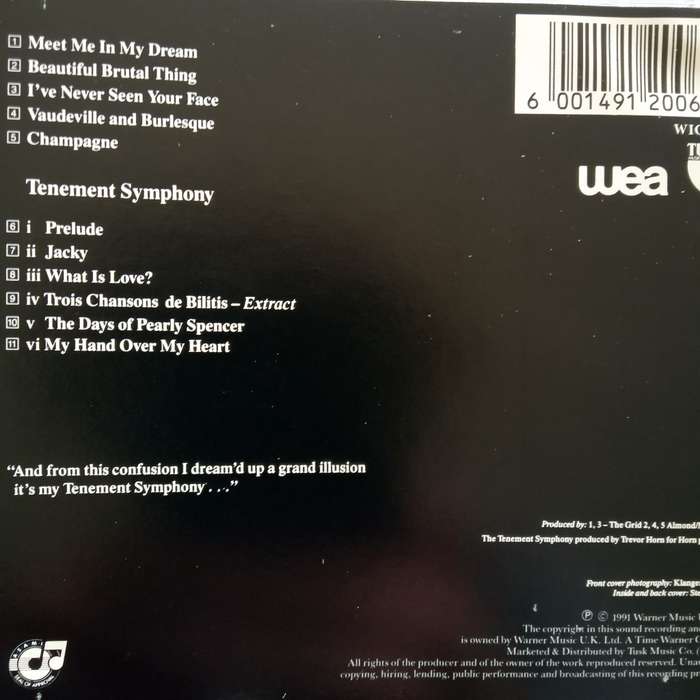 1 Meet Me In My Dream
2 Beautiful Brutal Thing
3 I've Never Seen Your Face
4 Vaudeville and Burlesque
5 Champagne
Tenement Symphony
6 i Prelude
7 ii Jacky
8 iii What Is Love?
9 iv Trois Chansons de Bilitis – Extract
10 v The Days of Pearly Spencer
11 vi My Hand Over My Heart
"And from this confusion I dream'd up a grand illusion
it's my Tenement Symphony . . ."
6 001491 2006
WIC
wea
Produced by: 1, 3 – The Grid 2, 4, 5 Almond/
The Tenement Symphony produced by Trevor Horn for Horn
Front cover photography:
Inside and back cover:
℗ © 1991 Warner Music
The copyright in this sound recording and
is owned by Warner Music U.K. Ltd. A Time Warner
Marketed & Distributed by Tusk Music Co.
All rights of the producer and of the owner of the work reproduced reserved.
copying, hiring, lending, public performance and broadcasting of this recording
SEAL OF APPROVAL